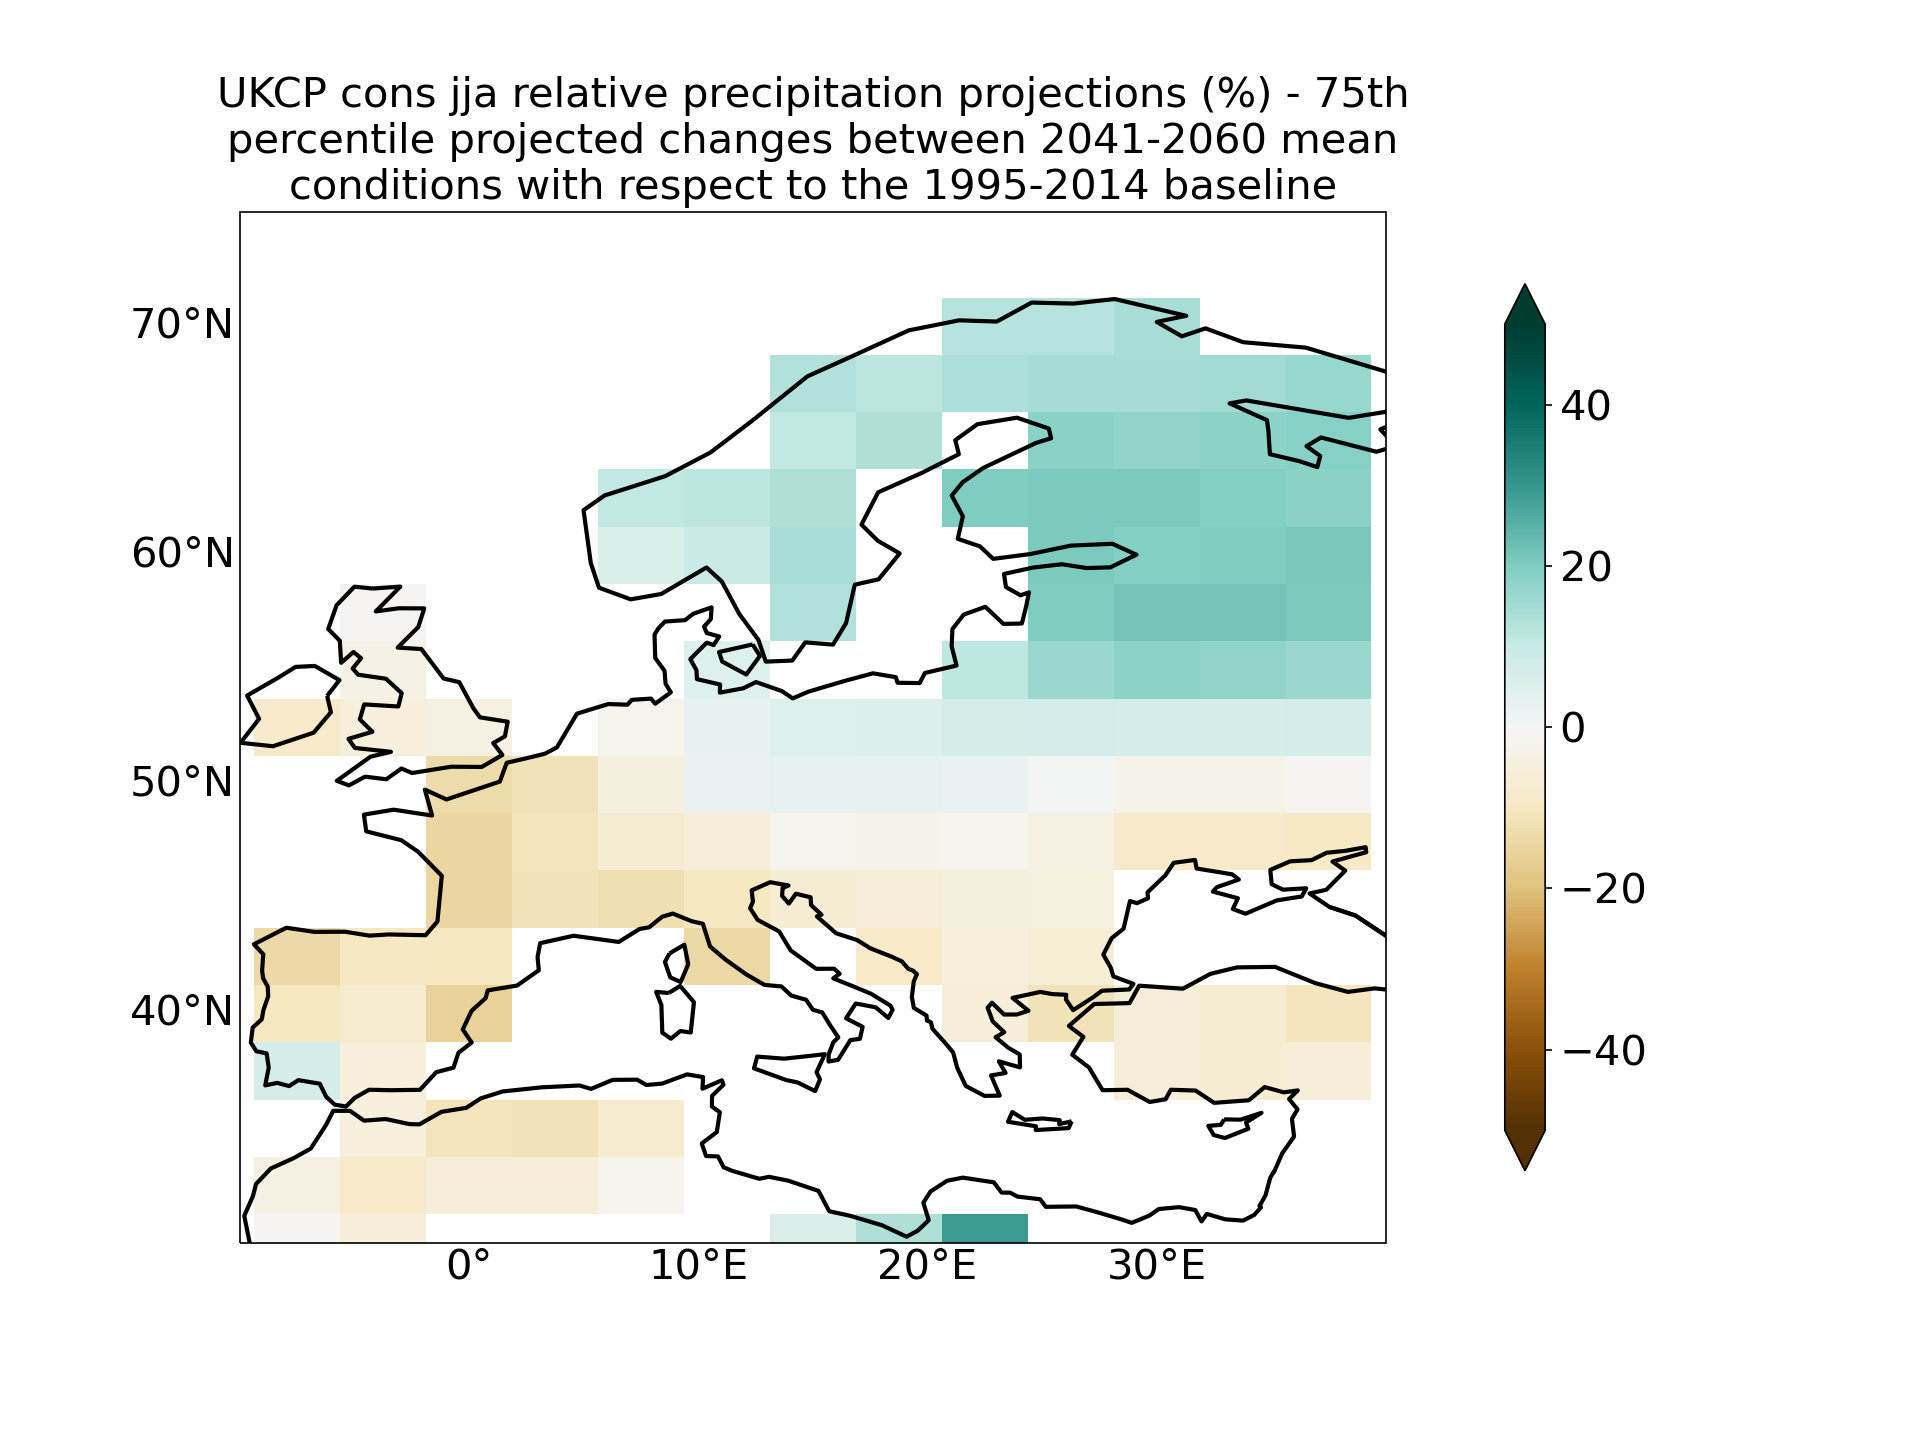 UKCP cons jja relative precipitation projections (%) - 75th
percentile projected changes between 2041-2060 mean
conditions with respect to the 1995-2014 baseline
70°N
60°N
50°N
40°N
0°
10°E
20°E
30°E
40
20
0
−20
−40